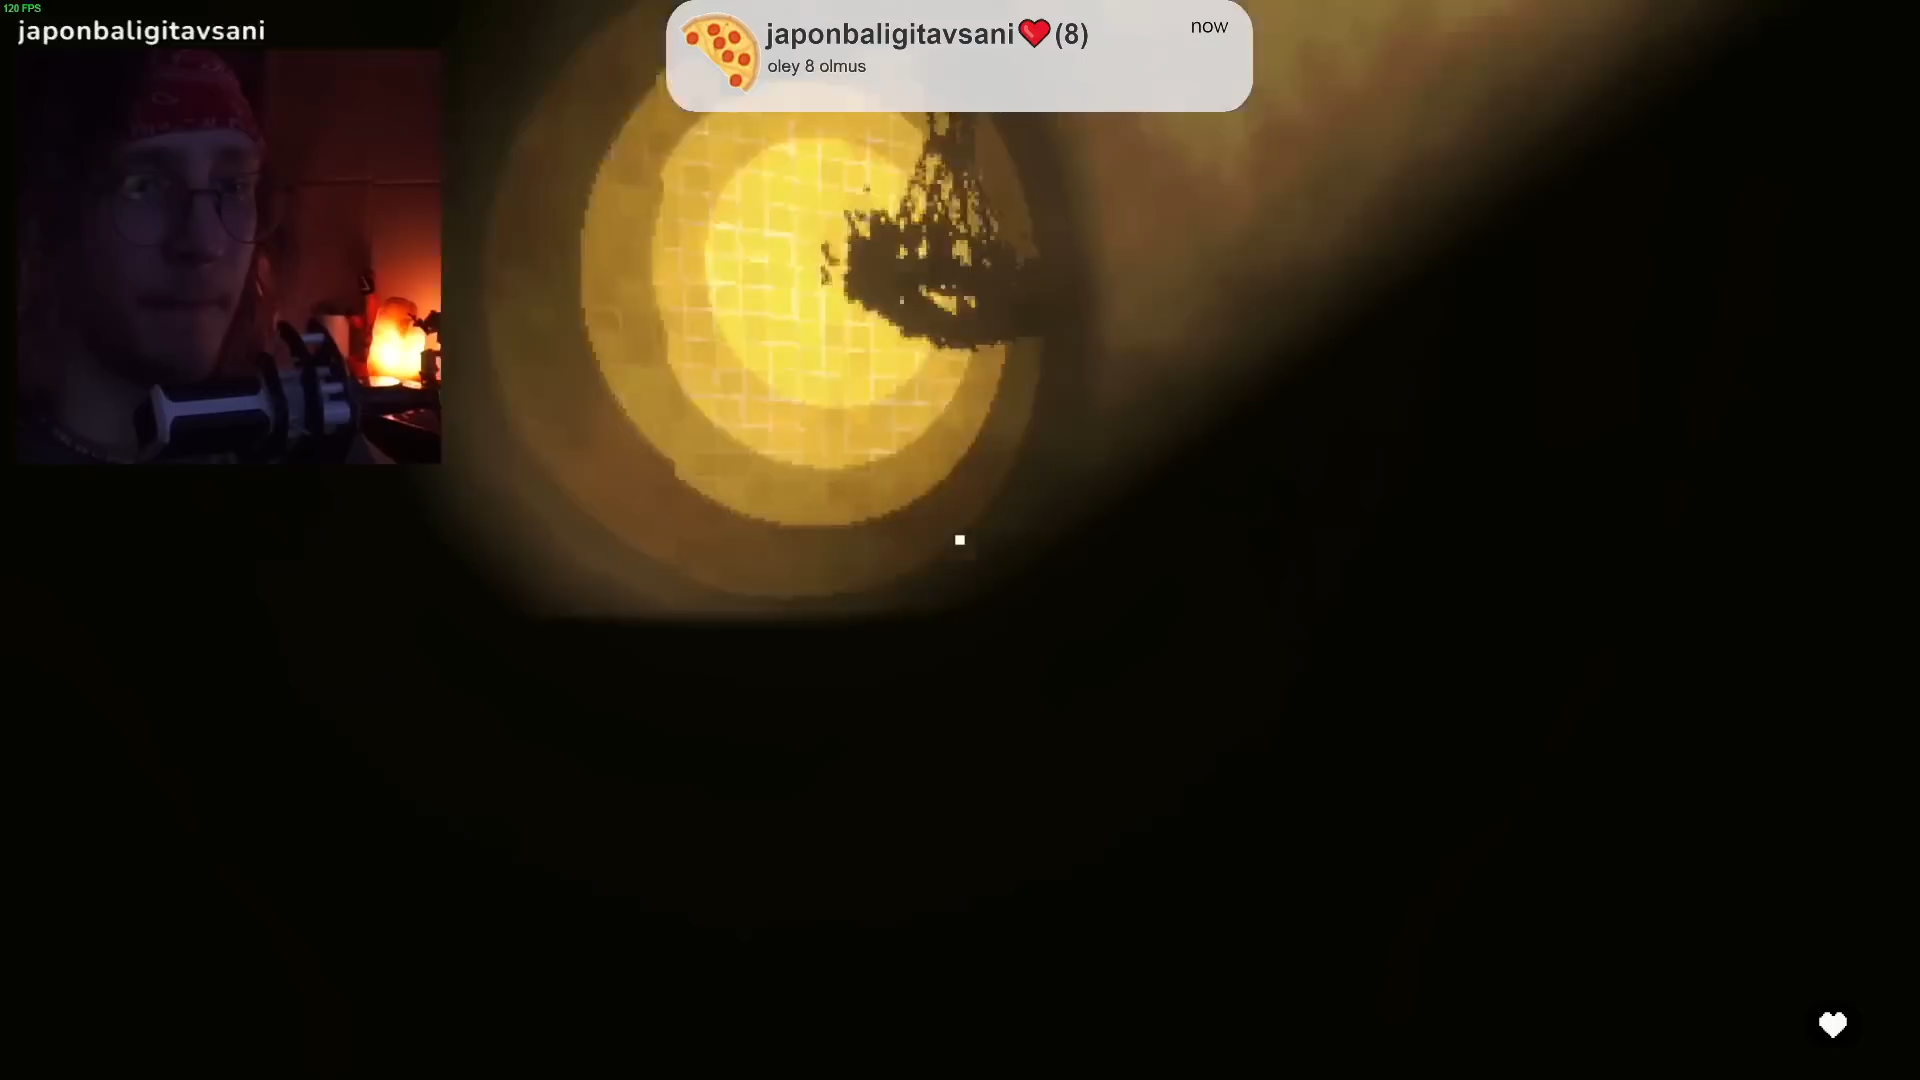 120 FPS
japonbaligitavsani
japonbaligitavsani❤️(8)
now
oley 8 olmus